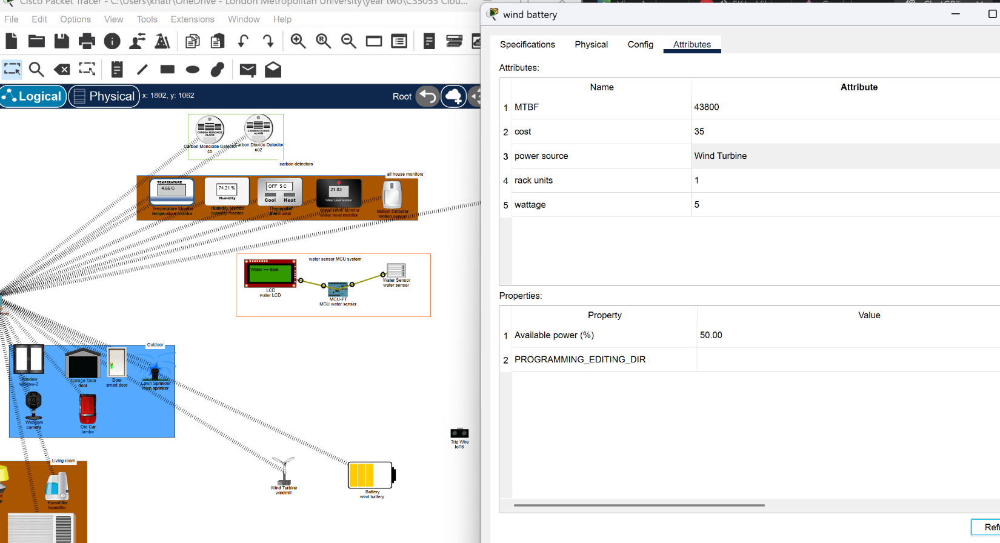 Cisco Packet Tracer - C:\Users\khatr\OneDrive - London Metropolitan University\year two\CS5053 Clou...
File Edit Options View Tools Extensions Window Help
Logical Physical x: 1802, y: 1062
Root
CARBON MONOXIDE
ALARM
CARBON DIOXIDE
ALARM
Carbon Monoxide Detector
co
Carbon Dioxide Detector
co2
carbon detectors
all house monitors
TEMPERATURE
4.66 C
74.21 %
Humidity
OFF 5 C
Cool Heat
21.83
Water Level Monitor
Temperature Monitor
temperature monitor
Humidity Monitor
humidity monitor
Thermostat
thermostat
Water Level Monitor
water level monitor
Motion Detector
motion sensor
water sensor MCU system
Water >= 5cm
LCD
water LCD
MCU-PT
MCU water senser
Water Sensor
water senser
Outdoor
Window
window-2
Garage Door
door
Door
smart door
Lawn Sprinkler
lawn sprinker
Webcam
camera
Old Car
lambo
Trip Wire
IoT6
Wind Turbine
windmill
Battery
wind battery
Living room
Humidifier
humidfer
wind battery
Specifications Physical Config Attributes
Attributes:
Name Attribute
1 MTBF 43800
2 cost 35
3 power source Wind Turbine
4 rack units 1
5 wattage 5
Properties:
Property Value
1 Available power (%) 50.00
2 PROGRAMMING_EDITING_DIR